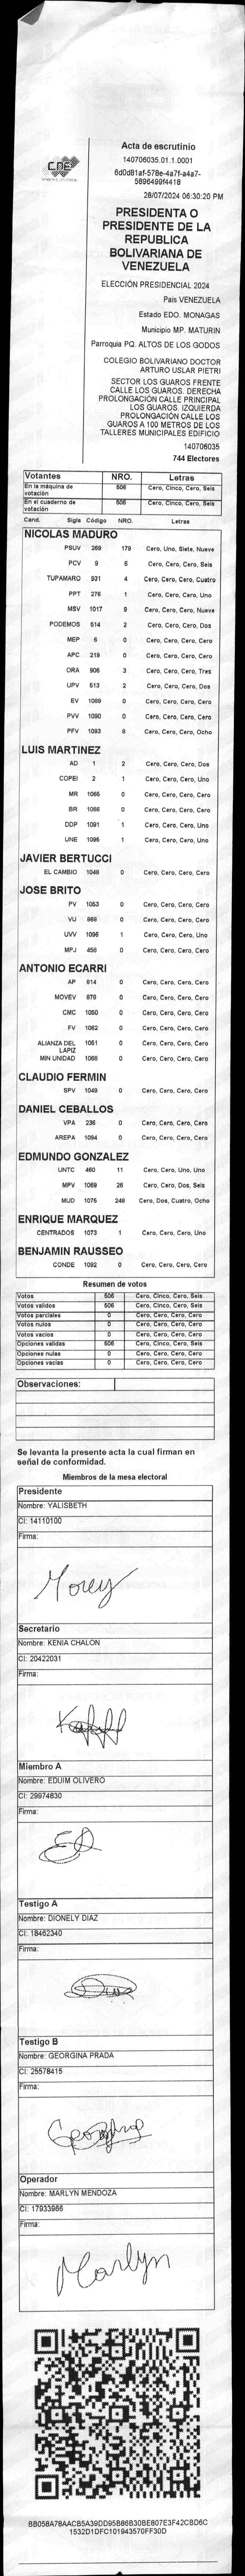 CNE
Acta de escrutinio
140706035.01.1.0001
6d0d81af-578e-4a7f-a4a7-
5896499f4418
28/07/2024 06:30:20 PM
PRESIDENTA O
PRESIDENTE DE LA
REPUBLICA
BOLIVARIANA DE
VENEZUELA
ELECCIÓN PRESIDENCIAL 2024
Pais VENEZUELA
Estado EDO. MONAGAS
Municipio MP. MATURIN
Parroquia PQ. ALTOS DE LOS GODOS
COLEGIO BOLIVARIANO DOCTOR
ARTURO USLAR PIETRI
SECTOR LOS GUAROS FRENTE
CALLE LOS GUAROS. DERECHA
PROLONGACIÓN CALLE PRINCIPAL
LOS GUAROS. IZQUIERDA
PROLONGACIÓN CALLE LOS
GUAROS A 100 METROS DE LOS
TALLERES MUNICIPALES EDIFICIO
140706035
744 Electores
Votantes NRO. Letras
En la máquina de votación 506 Cero, Cinco, Cero, Seis
En el cuaderno de votación 506 Cero, Cinco, Cero, Seis
Cand. Sigla Código NRO. Letras
NICOLAS MADURO
PSUV 269 179 Cero, Uno, Siete, Nueve
PCV 9 6 Cero, Cero, Cero, Seis
TUPAMARO 931 4 Cero, Cero, Cero, Cuatro
PPT 276 1 Cero, Cero, Cero, Uno
MSV 1017 9 Cero, Cero, Cero, Nueve
PODEMOS 514 2 Cero, Cero, Cero, Dos
MEP 6 0 Cero, Cero, Cero, Cero
APC 219 0 Cero, Cero, Cero, Cero
ORA 906 3 Cero, Cero, Cero, Tres
UPV 613 2 Cero, Cero, Cero, Dos
EV 1089 0 Cero, Cero, Cero, Cero
PVV 1090 0 Cero, Cero, Cero, Cero
PFV 1093 8 Cero, Cero, Cero, Ocho
LUIS MARTINEZ
AD 1 2 Cero, Cero, Cero, Dos
COPEI 2 1 Cero, Cero, Cero, Uno
MR 1065 0 Cero, Cero, Cero, Cero
BR 1066 0 Cero, Cero, Cero, Cero
DDP 1091 1 Cero, Cero, Cero, Uno
UNE 1095 1 Cero, Cero, Cero, Uno
JAVIER BERTUCCI
EL CAMBIO 1048 0 Cero, Cero, Cero, Cero
JOSE BRITO
PV 1053 0 Cero, Cero, Cero, Cero
VU 868 0 Cero, Cero, Cero, Cero
UVV 1096 1 Cero, Cero, Cero, Uno
MPJ 456 0 Cero, Cero, Cero, Cero
ANTONIO ECARRI
AP 814 0 Cero, Cero, Cero, Cero
MOVEV 878 0 Cero, Cero, Cero, Cero
CMC 1050 0 Cero, Cero, Cero, Cero
FV 1062 0 Cero, Cero, Cero, Cero
ALIANZA DEL LAPIZ 1051 0 Cero, Cero, Cero, Cero
MIN UNIDAD 1068 0 Cero, Cero, Cero, Cero
CLAUDIO FERMIN
SPV 1049 0 Cero, Cero, Cero, Cero
DANIEL CEBALLOS
VPA 236 0 Cero, Cero, Cero, Cero
AREPA 1094 0 Cero, Cero, Cero, Cero
EDMUNDO GONZALEZ
UNTC 460 11 Cero, Cero, Uno, Uno
MPV 1069 26 Cero, Cero, Dos, Seis
MUD 1075 248 Cero, Dos, Cuatro, Ocho
ENRIQUE MARQUEZ
CENTRADOS 1073 1 Cero, Cero, Cero, Uno
BENJAMIN RAUSSEO
CONDE 1092 0 Cero, Cero, Cero, Cero
Resumen de votos
Votos 506 Cero, Cinco, Cero, Seis
Votos validos 506 Cero, Cinco, Cero, Seis
Votos parciales 0 Cero, Cero, Cero, Cero
Votos nulos 0 Cero, Cero, Cero, Cero
Votos vacios 0 Cero, Cero, Cero, Cero
Opciones validas 506 Cero, Cinco, Cero, Seis
Opciones nulas 0 Cero, Cero, Cero, Cero
Opciones vacias 0 Cero, Cero, Cero, Cero
Observaciones:
Se levanta la presente acta la cual firman en
señal de conformidad.
Miembros de la mesa electoral
Presidente
Nombre: YALISBETH
CI: 14110100
Firma:
Morey
Secretario
Nombre: KENIA CHALON
CI: 20422031
Firma:
Miembro A
Nombre: EDUIM OLIVERO
CI: 29974830
Firma:
Testigo A
Nombre: DIONELY DIAZ
CI: 18462340
Firma:
Testigo B
Nombre: GEORGINA PRADA
CI: 25578415
Firma:
Georgina
Operador
Nombre: MARLYN MENDOZA
CI: 17933966
Firma:
Marlyn
BB058A78AACB5A39DD95B86B30BE807E3F42CBD6C
1532D1DFC101943570FF30D